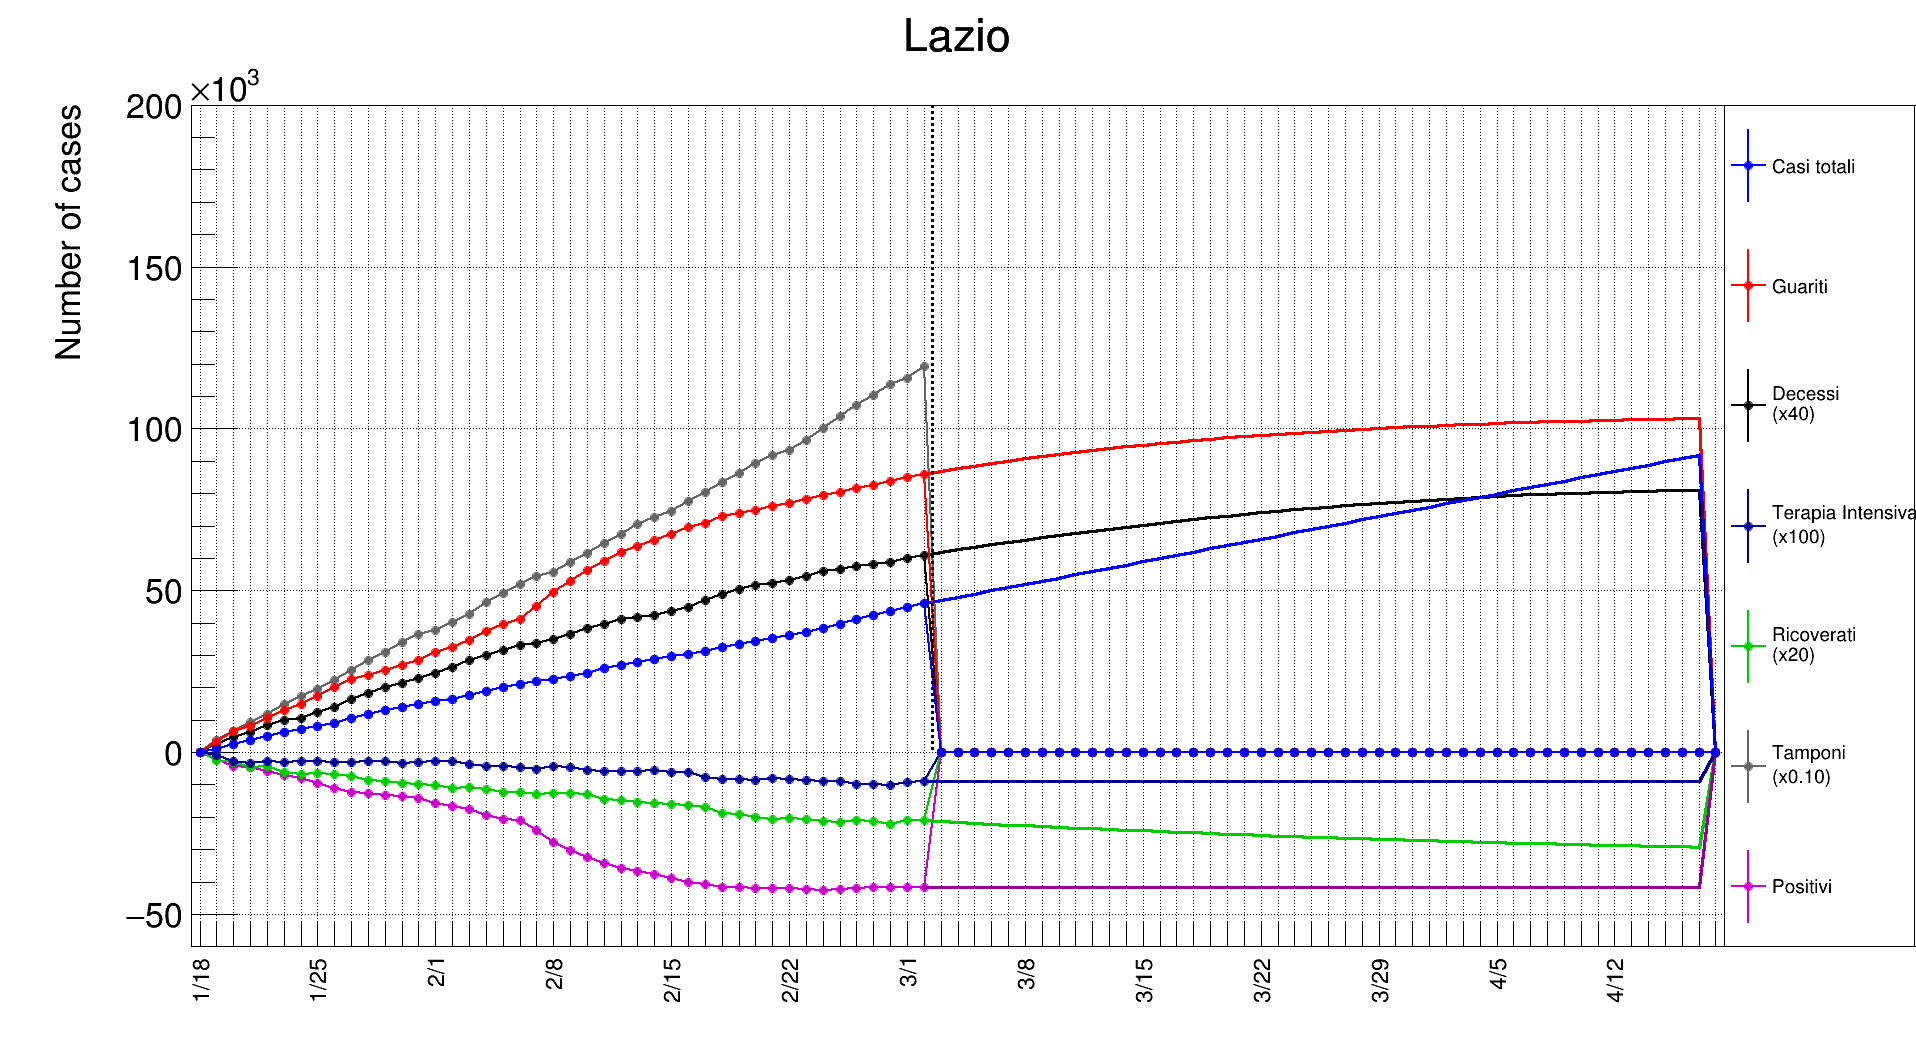 Lazio
×10³
Number of cases
200
150
100
50
0
−50
1/18
1/25
2/1
2/8
2/15
2/22
3/1
3/8
3/15
3/22
3/29
4/5
4/12
Casi totali
Guariti
Decessi
(x40)
Terapia Intensiva
(x100)
Ricoverati
(x20)
Tamponi
(x0.10)
Positivi